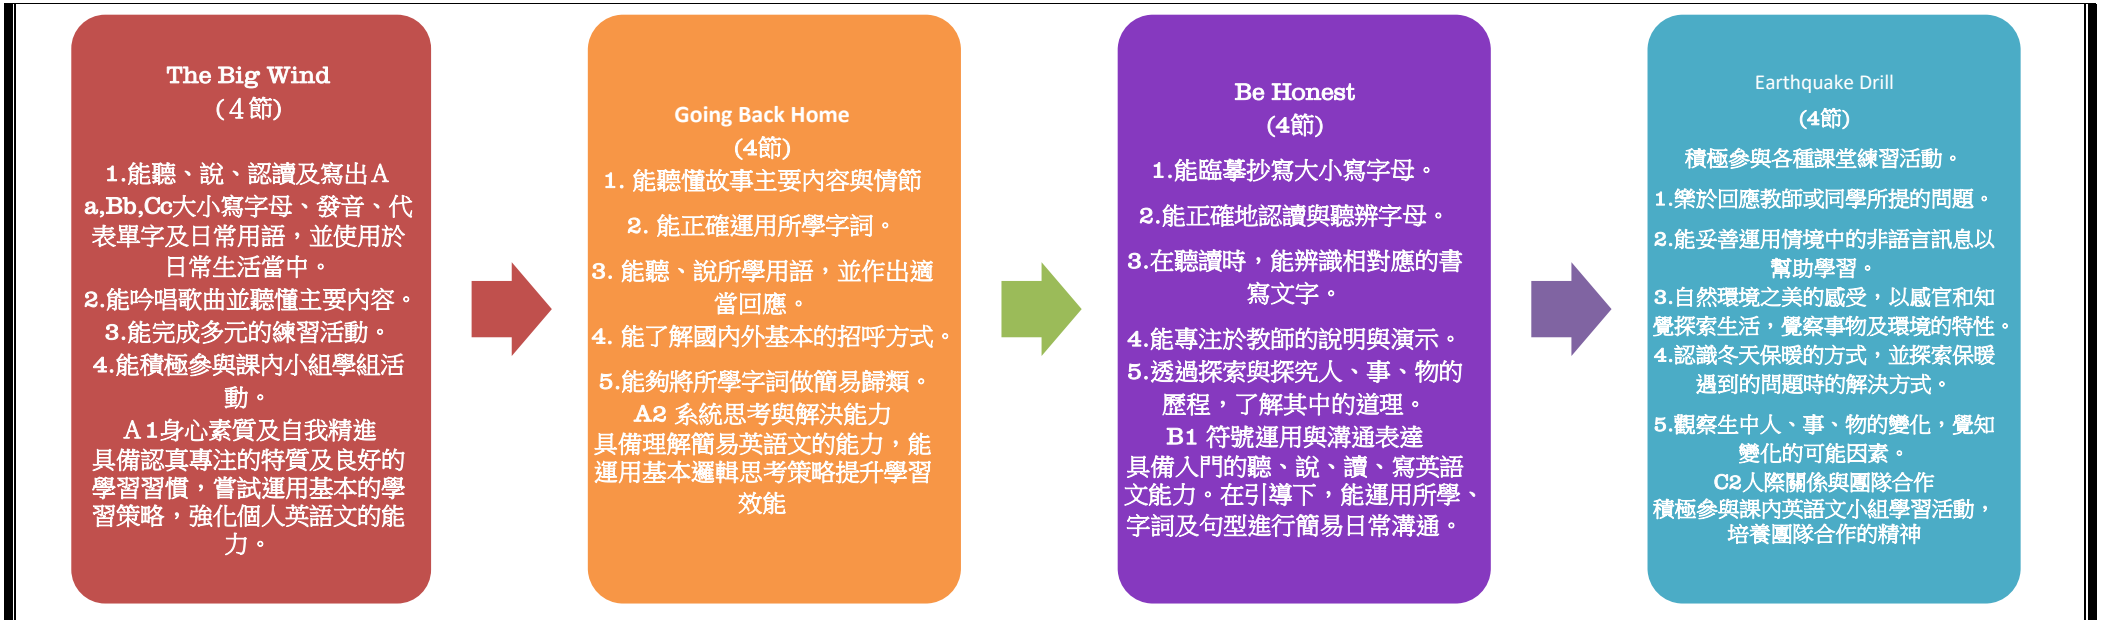 The Big Wind
(４節)
1.能聽、說、認讀及寫出Ａ
a,Bb,Cc大小寫字母、發音、代
表單字及日常用語，並使用於
日常生活當中。
2.能吟唱歌曲並聽懂主要內容。
3.能完成多元的練習活動。
4.能積極參與課內小組學組活
動。
Ａ1身心素質及自我精進
具備認真專注的特質及良好的
學習習慣，嘗試運用基本的學
習策略，強化個人英語文的能
力。
Going Back Home
(4節)
1. 能聽懂故事主要內容與情節
2. 能正確運用所學字詞。
3. 能聽、說所學用語，並作出適
當回應。
4. 能了解國內外基本的招呼方式。
5.能夠將所學字詞做簡易歸類。
A2 系統思考與解決能力
具備理解簡易英語文的能力，能
運用基本邏輯思考策略提升學習
效能
Be Honest
(4節)
1.能臨摹抄寫大小寫字母。
2.能正確地認讀與聽辨字母。
3.在聽讀時，能辨識相對應的書
寫文字。
4.能專注於教師的說明與演示。
5.透過探索與探究人、事、物的
歷程，了解其中的道理。
B1 符號運用與溝通表達
具備入門的聽、說、讀、寫英語
文能力。在引導下，能運用所學、
字詞及句型進行簡易日常溝通。
Earthquake Drill
(4節)
積極參與各種課堂練習活動。
1.樂於回應教師或同學所提的問題。
2.能妥善運用情境中的非語言訊息以
幫助學習。
3.自然環境之美的感受，以感官和知
覺探索生活，覺察事物及環境的特性。
4.認識冬天保暖的方式，並探索保暖
遇到的問題時的解決方式。
5.觀察生中人、事、物的變化，覺知
變化的可能因素。
C2人際關係與團隊合作
積極參與課內英語文小組學習活動，
培養團隊合作的精神